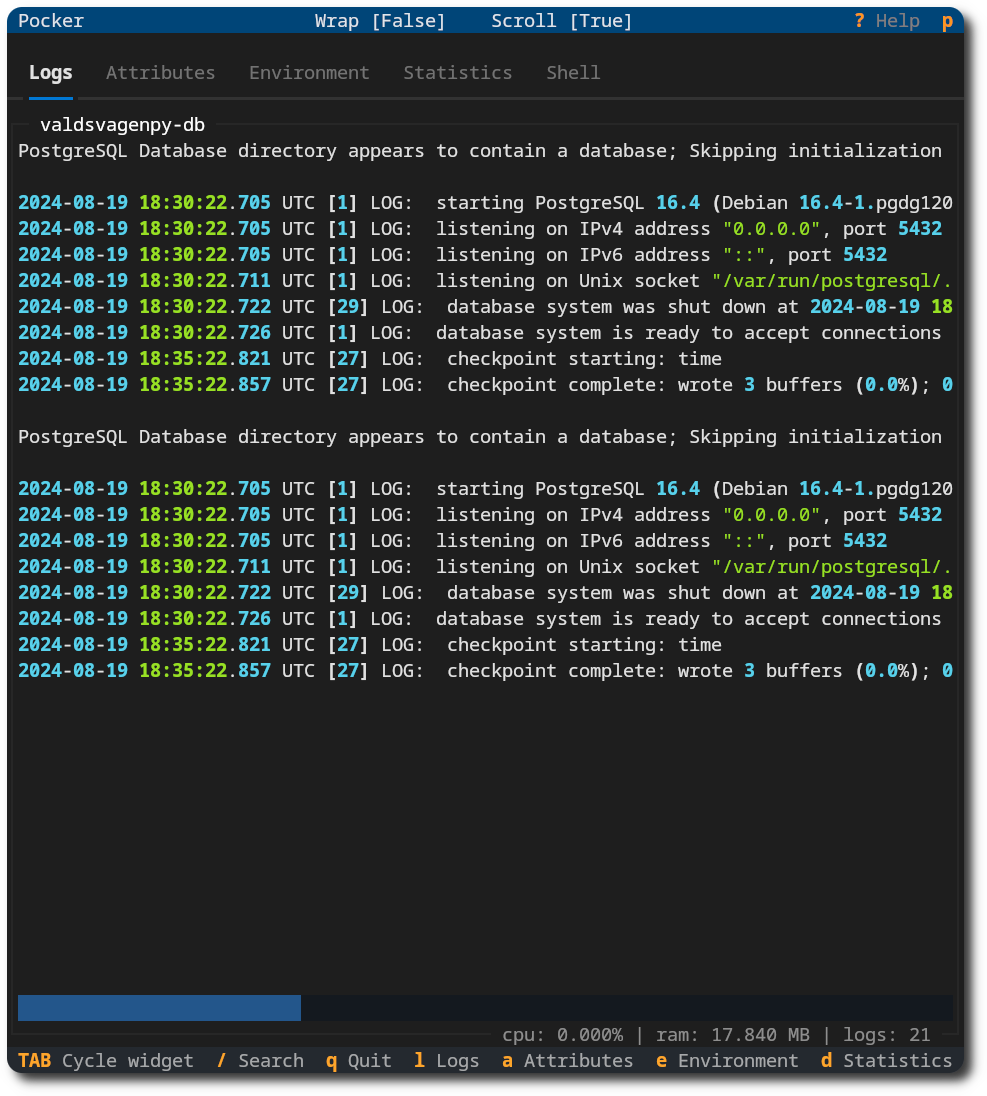 Pocker Wrap [False] Scroll [True] ? Help p
Logs Attributes Environment Statistics Shell
valdsvagenpy-db
PostgreSQL Database directory appears to contain a database; Skipping initialization
2024-08-19 18:30:22.705 UTC [1] LOG:  starting PostgreSQL 16.4 (Debian 16.4-1.pgdg120
2024-08-19 18:30:22.705 UTC [1] LOG:  listening on IPv4 address "0.0.0.0", port 5432
2024-08-19 18:30:22.705 UTC [1] LOG:  listening on IPv6 address "::", port 5432
2024-08-19 18:30:22.711 UTC [1] LOG:  listening on Unix socket "/var/run/postgresql/.
2024-08-19 18:30:22.722 UTC [29] LOG:  database system was shut down at 2024-08-19 18
2024-08-19 18:30:22.726 UTC [1] LOG:  database system is ready to accept connections
2024-08-19 18:35:22.821 UTC [27] LOG:  checkpoint starting: time
2024-08-19 18:35:22.857 UTC [27] LOG:  checkpoint complete: wrote 3 buffers (0.0%); 0
PostgreSQL Database directory appears to contain a database; Skipping initialization
2024-08-19 18:30:22.705 UTC [1] LOG:  starting PostgreSQL 16.4 (Debian 16.4-1.pgdg120
2024-08-19 18:30:22.705 UTC [1] LOG:  listening on IPv4 address "0.0.0.0", port 5432
2024-08-19 18:30:22.705 UTC [1] LOG:  listening on IPv6 address "::", port 5432
2024-08-19 18:30:22.711 UTC [1] LOG:  listening on Unix socket "/var/run/postgresql/.
2024-08-19 18:30:22.722 UTC [29] LOG:  database system was shut down at 2024-08-19 18
2024-08-19 18:30:22.726 UTC [1] LOG:  database system is ready to accept connections
2024-08-19 18:35:22.821 UTC [27] LOG:  checkpoint starting: time
2024-08-19 18:35:22.857 UTC [27] LOG:  checkpoint complete: wrote 3 buffers (0.0%); 0
cpu: 0.000% | ram: 17.840 MB | logs: 21
TAB Cycle widget / Search q Quit l Logs a Attributes e Environment d Statistics